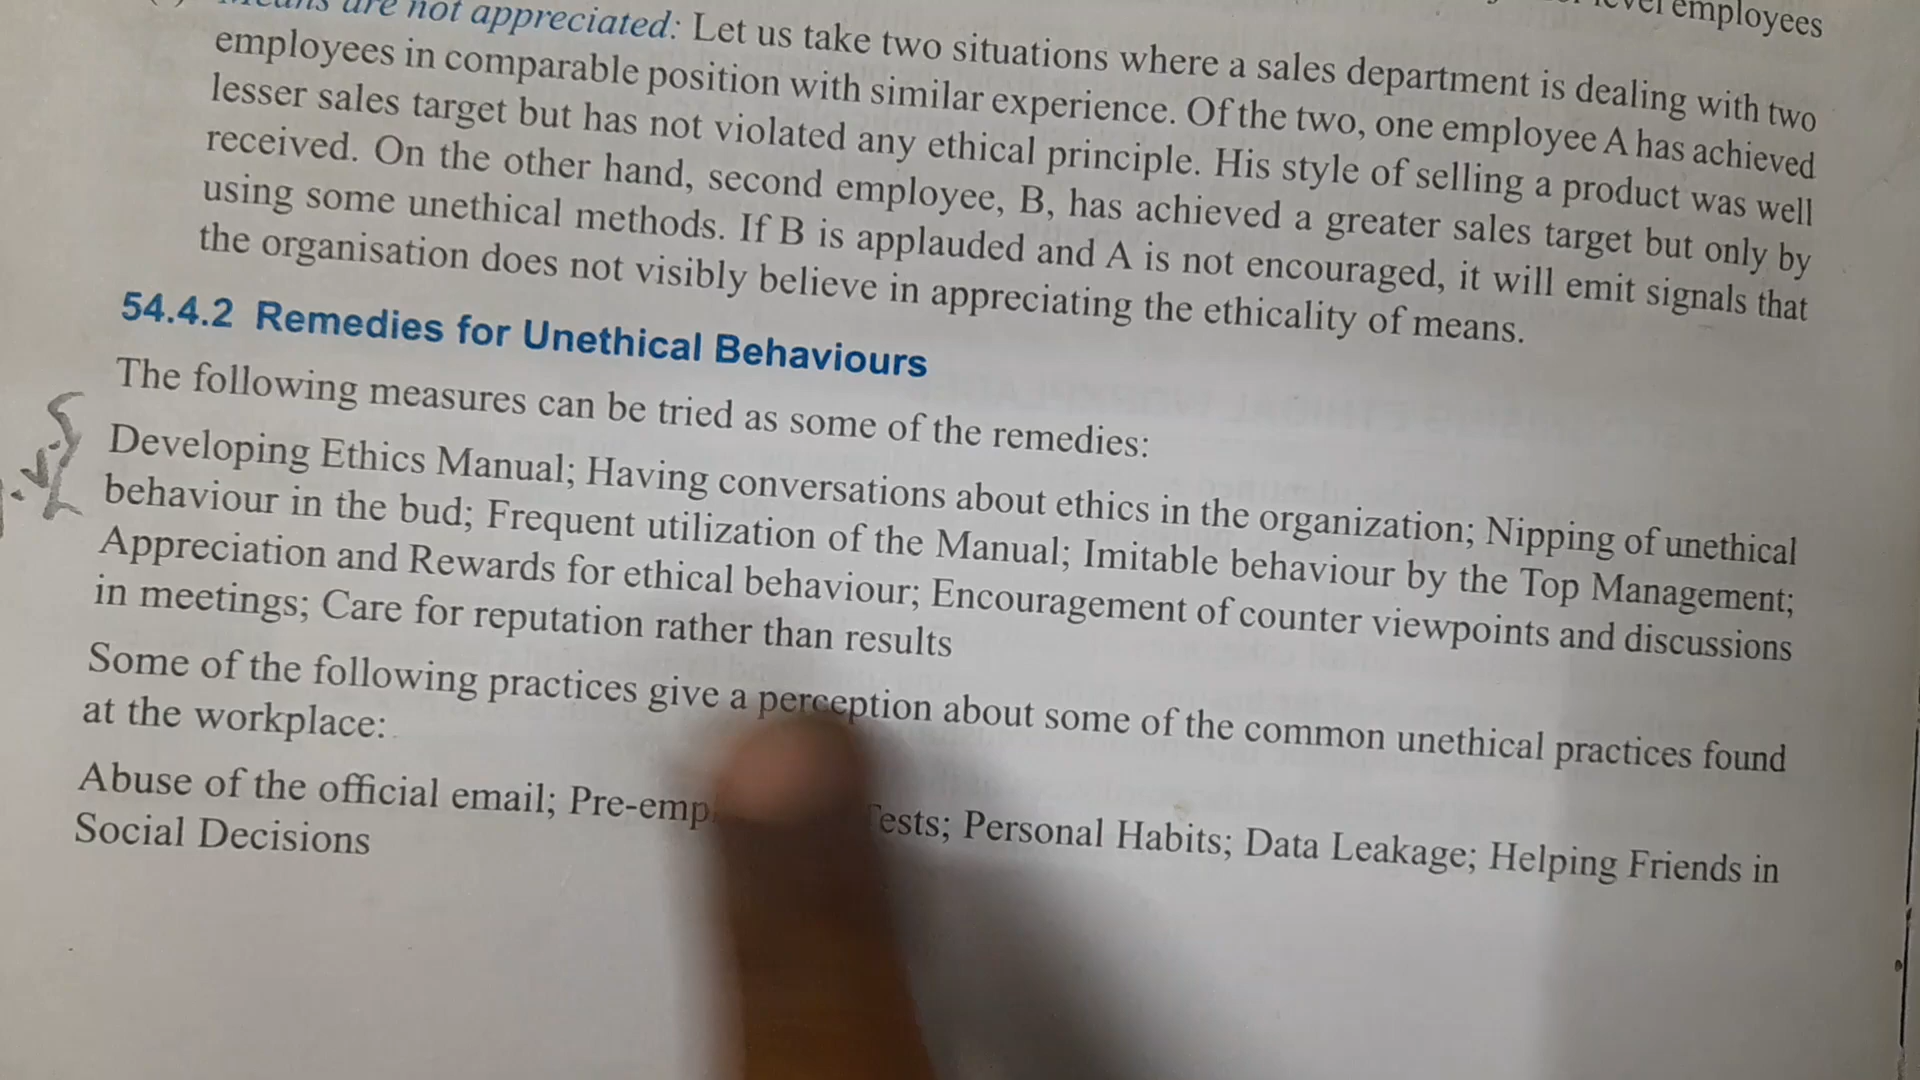 are not appreciated: Let us take two situations where a sales department is dealing with two
employees
employees in comparable position with similar experience. Of the two, one employee A has achieved
lesser sales target but has not violated any ethical principle. His style of selling a product was well
received. On the other hand, second employee, B, has achieved a greater sales target but only by
using some unethical methods. If B is applauded and A is not encouraged, it will emit signals that
the organisation does not visibly believe in appreciating the ethicality of means.
54.4.2 Remedies for Unethical Behaviours
The following measures can be tried as some of the remedies:
Developing Ethics Manual; Having conversations about ethics in the organization; Nipping of unethical
behaviour in the bud; Frequent utilization of the Manual; Imitable behaviour by the Top Management;
Appreciation and Rewards for ethical behaviour; Encouragement of counter viewpoints and discussions
in meetings; Care for reputation rather than results
Some of the following practices give a perception about some of the common unethical practices found
at the workplace:
Abuse of the official email; Personal Habits; Data Leakage; Helping Friends in
Social Decisions